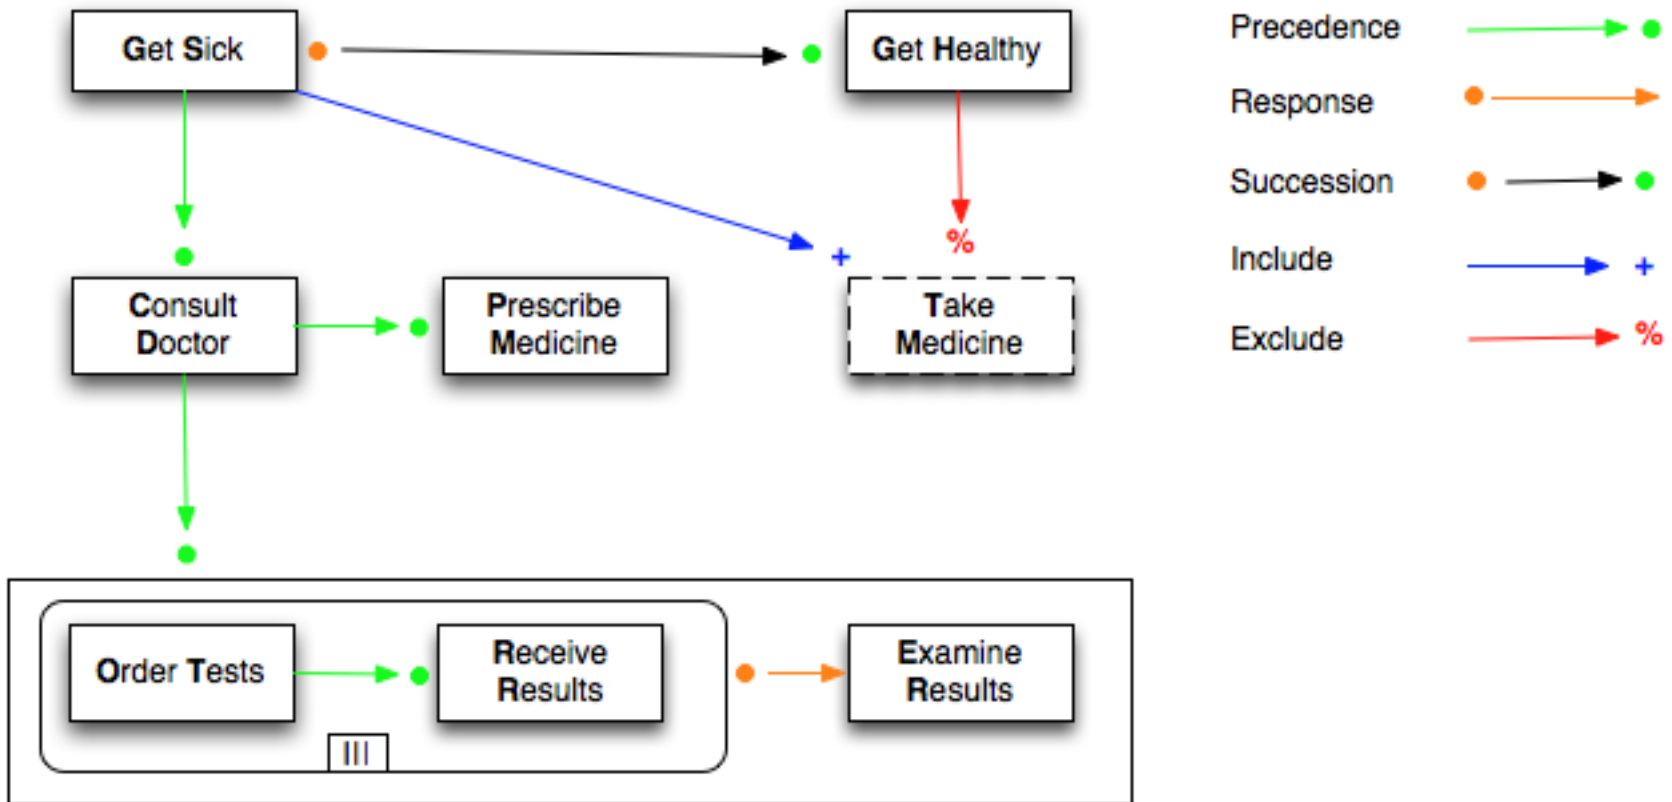 Get Sick
Get Healthy
Precedence
Response
Succession
Include
+
Exclude
%
+
%
Consult
Doctor
Prescribe
Medicine
Take
Medicine
Order Tests
Receive
Results
Examine
Results
|||